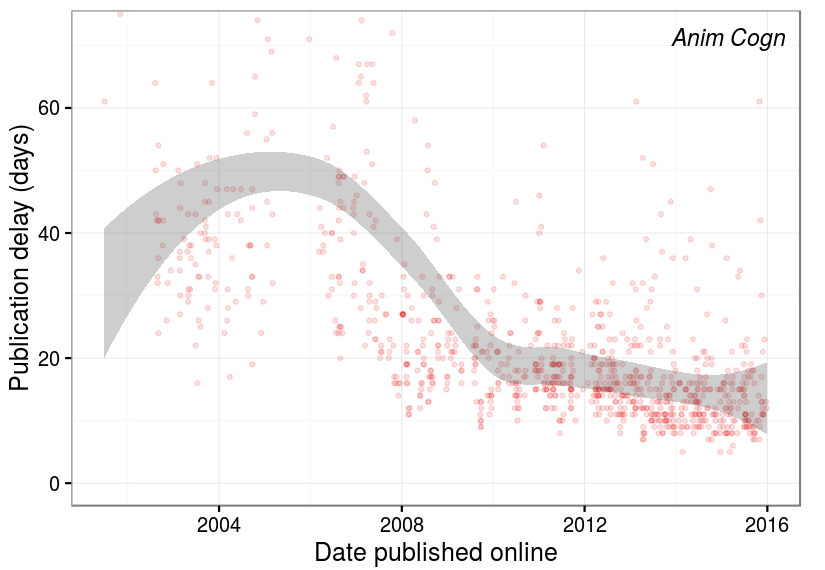 Anim Cogn
Publication delay (days)
60
40
20
0
2004 2008 2012 2016
Date published online